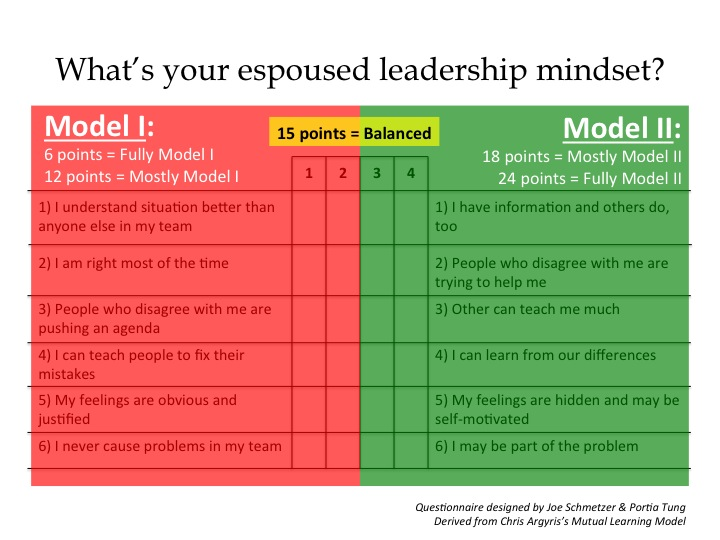 What's your espoused leadership mindset?
Model I:
6 points = Fully Model I
12 points = Mostly Model I
15 points = Balanced
Model II:
18 points = Mostly Model II
24 points = Fully Model II
1 2 3 4
1) I understand situation better than
anyone else in my team
1) I have information and others do,
too
2) I am right most of the time
2) People who disagree with me are
trying to help me
3) People who disagree with me are
pushing an agenda
3) Other can teach me much
4) I can teach people to fix their
mistakes
4) I can learn from our differences
5) My feelings are obvious and
justified
5) My feelings are hidden and may be
self-motivated
6) I never cause problems in my team
6) I may be part of the problem
Questionnaire designed by Joe Schmetzer & Portia Tung
Derived from Chris Argyris's Mutual Learning Model